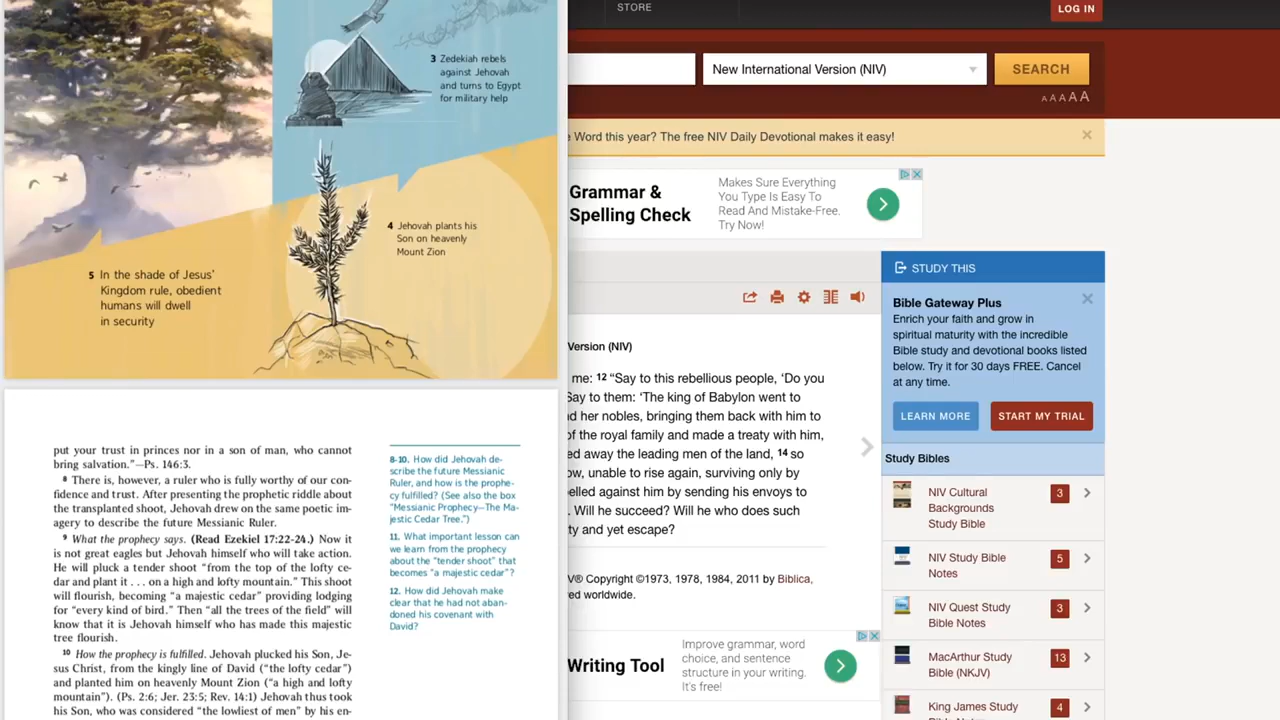 3 Zedekiah rebels
against Jehovah
and turns to Egypt
for military help
4 Jehovah plants his
Son on heavenly
Mount Zion
5 In the shade of Jesus’
Kingdom rule, obedient
humans will dwell
in security
put your trust in princes nor in a son of man, who cannot
bring salvation.”—Ps. 146:3.
8 There is, however, a ruler who is fully worthy of our con-
fidence and trust. After presenting the prophetic riddle about
the transplanted shoot, Jehovah drew on the same poetic im-
agery to describe the future Messianic Ruler.
9 What the prophecy says. (Read Ezekiel 17:22-24.) Now it
is not great eagles but Jehovah himself who will take action.
He will pluck a tender shoot “from the top of the lofty ce-
dar and plant it . . . on a high and lofty mountain.” This shoot
will flourish, becoming “a majestic cedar” providing lodging
for “every kind of bird.” Then “all the trees of the field” will
know that it is Jehovah himself who has made this majestic
tree flourish.
10 How the prophecy is fulfilled. Jehovah plucked his Son, Je-
sus Christ, from the kingly line of David (“the lofty cedar”)
and planted him on heavenly Mount Zion (“a high and lofty
mountain”). (Ps. 2:6; Jer. 23:5; Rev. 14:1) Jehovah thus took
his Son, who was considered “the lowliest of men” by his en-
8-10. How did Jehovah de-
scribe the future Messianic
Ruler, and how is the prophe-
cy fulfilled? (See also the box
“Messianic Prophecy—The Ma-
jestic Cedar Tree.”)
11. What important lesson can
we learn from the prophecy
about the “tender shoot” that
becomes “a majestic cedar”?
12. How did Jehovah make
clear that he had not aban-
doned his covenant with
David?
STORE
LOG IN
New International Version (NIV)
SEARCH
A A A A A
e Word this year? The free NIV Daily Devotional makes it easy!
Grammar &
Spelling Check
Makes Sure Everything
You Type Is Easy To
Read And Mistake-Free.
Try Now!
Version (NIV)
me: 12 “Say to this rebellious people, ‘Do you
Say to them: ‘The king of Babylon went to
nd her nobles, bringing them back with him to
of the royal family and made a treaty with him,
ed away the leading men of the land, 14 so
ow, unable to rise again, surviving only by
elled against him by sending his envoys to
. Will he succeed? Will he who does such
ty and yet escape?
V® Copyright ©1973, 1978, 1984, 2011 by Biblica,
ed worldwide.
Writing Tool
Improve grammar, word
choice, and sentence
structure in your writing.
It’s free!
STUDY THIS
Bible Gateway Plus
Enrich your faith and grow in
spiritual maturity with the incredible
Bible study and devotional books listed
below. Try it for 30 days FREE. Cancel
at any time.
LEARN MORE
START MY TRIAL
Study Bibles
NIV Cultural
Backgrounds
Study Bible
3
NIV Study Bible
Notes
5
NIV Quest Study
Bible Notes
3
MacArthur Study
Bible (NKJV)
13
King James Study
4